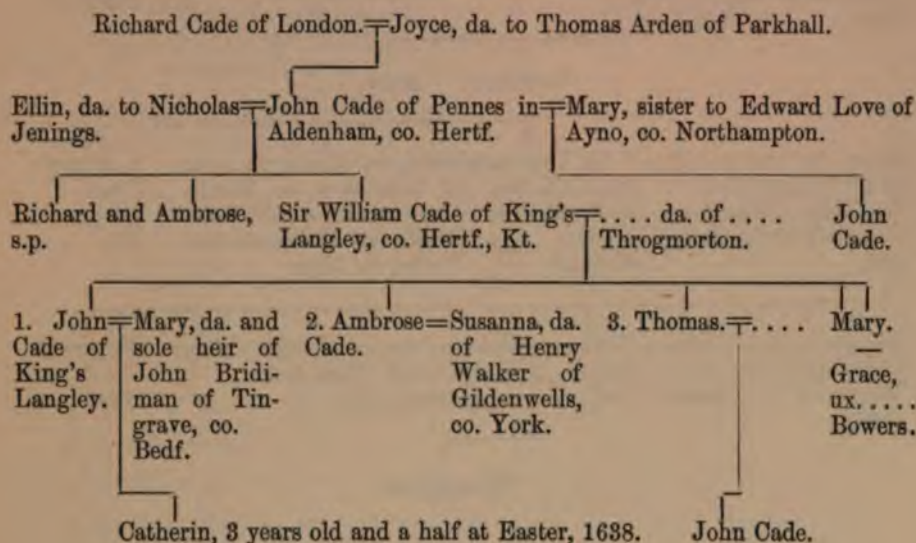 Richard Cade of London.=Joyce, da. to Thomas Arden of Parkhall.
Ellin, da. to Nicholas=John Cade of Pennes in=Mary, sister to Edward Love of
Jenings. Aldenham, co. Hertf. Ayno, co. Northampton.
Richard and Ambrose, Sir William Cade of King's=.... da. of .... John
s.p. Langley, co. Hertf., Kt. Throgmorton. Cade.
1. John=Mary, da. and 2. Ambrose=Susanna, da. 3. Thomas.=.... Mary.
Cade of sole heir of Cade. of Henry —
King's John Bridi- Walker of Grace,
Langley. man of Tin- Gildenwells, ux.....
grave, co. co. York. Bowers.
Bedf.
Catherin, 3 years old and a half at Easter, 1638. John Cade.